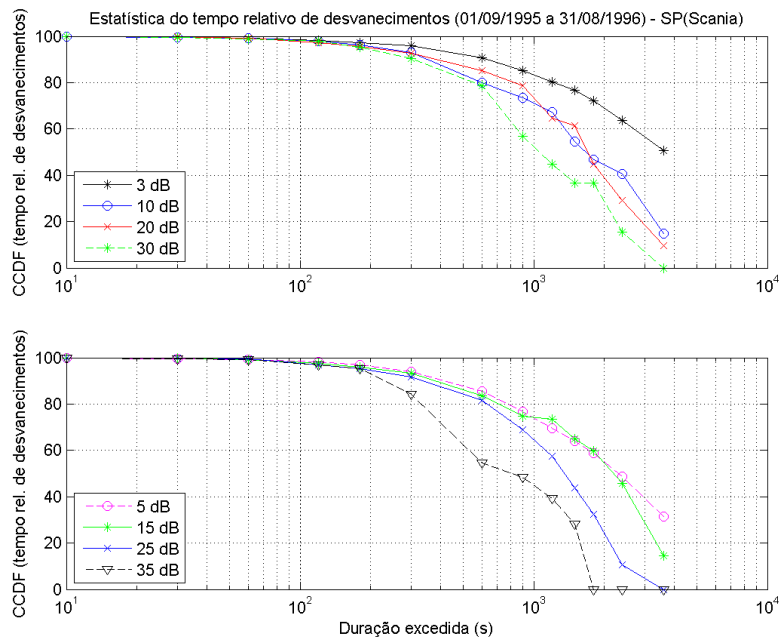 Estatística do tempo relativo de desvanecimentos (01/09/1995 a 31/08/1996) - SP(Scania)
CCDF (tempo rel. de desvanecimentos)
100
80
60
40
20
0
3 dB
10 dB
20 dB
30 dB
10^1
10^2
10^3
10^4
CCDF (tempo rel. de desvanecimentos)
100
80
60
40
20
0
5 dB
15 dB
25 dB
35 dB
10^1
10^2
10^3
10^4
Duração excedida (s)